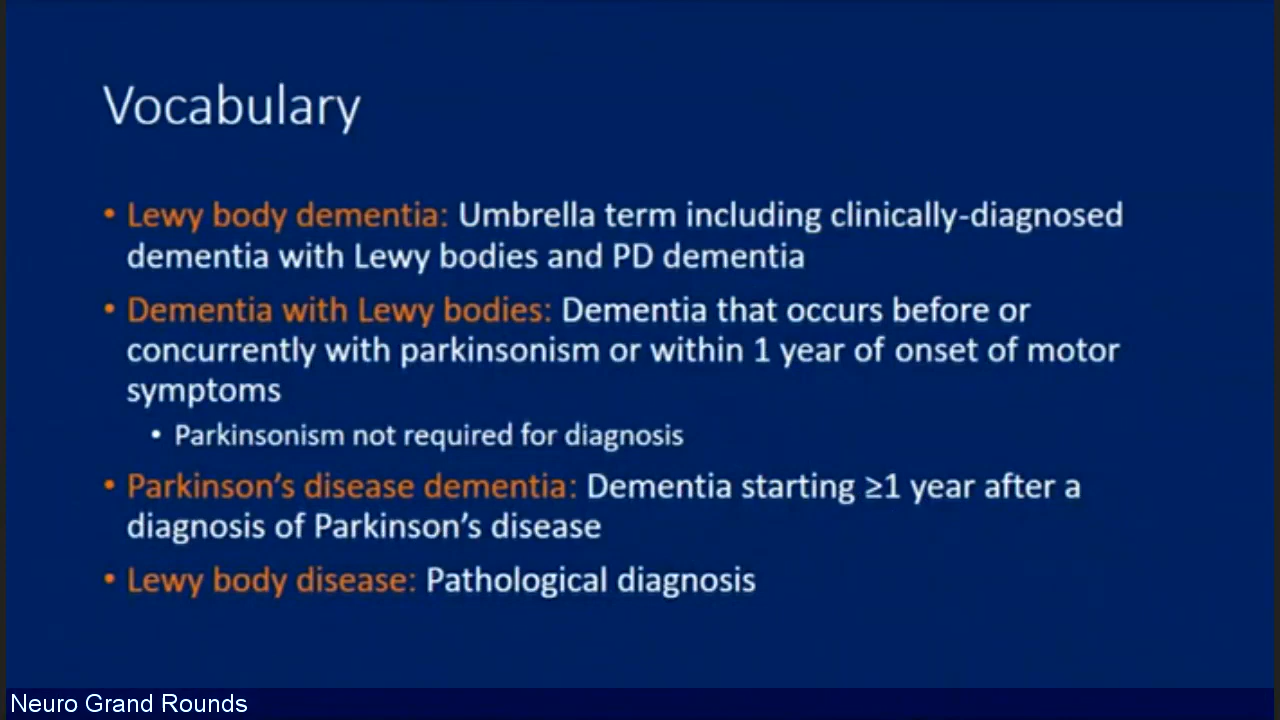 Vocabulary
• Lewy body dementia: Umbrella term including clinically-diagnosed
dementia with Lewy bodies and PD dementia
• Dementia with Lewy bodies: Dementia that occurs before or
concurrently with parkinsonism or within 1 year of onset of motor
symptoms
• Parkinsonism not required for diagnosis
• Parkinson’s disease dementia: Dementia starting ≥1 year after a
diagnosis of Parkinson’s disease
• Lewy body disease: Pathological diagnosis
Neuro Grand Rounds